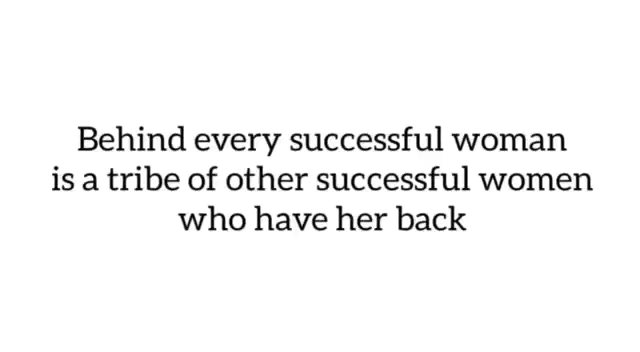 Behind every successful woman
is a tribe of other successful women
who have her back